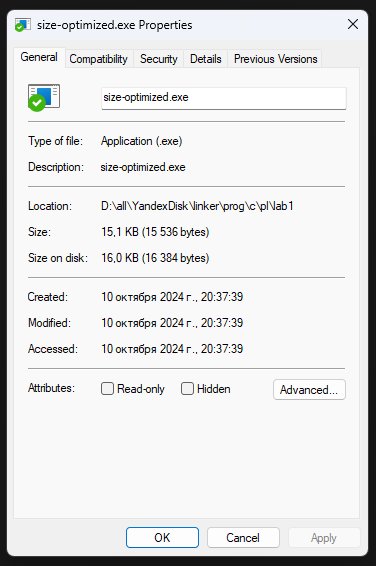 size-optimized.exe Properties
General Compatibility Security Details Previous Versions
size-optimized.exe
Type of file: Application (.exe)
Description: size-optimized.exe
Location: D:\all\YandexDisk\linker\prog\c\pl\lab1
Size: 15,1 KB (15 536 bytes)
Size on disk: 16,0 KB (16 384 bytes)
Created: 10 октября 2024 г., 20:37:39
Modified: 10 октября 2024 г., 20:37:39
Accessed: 10 октября 2024 г., 20:37:39
Attributes: Read-only Hidden Advanced...
OK Cancel Apply